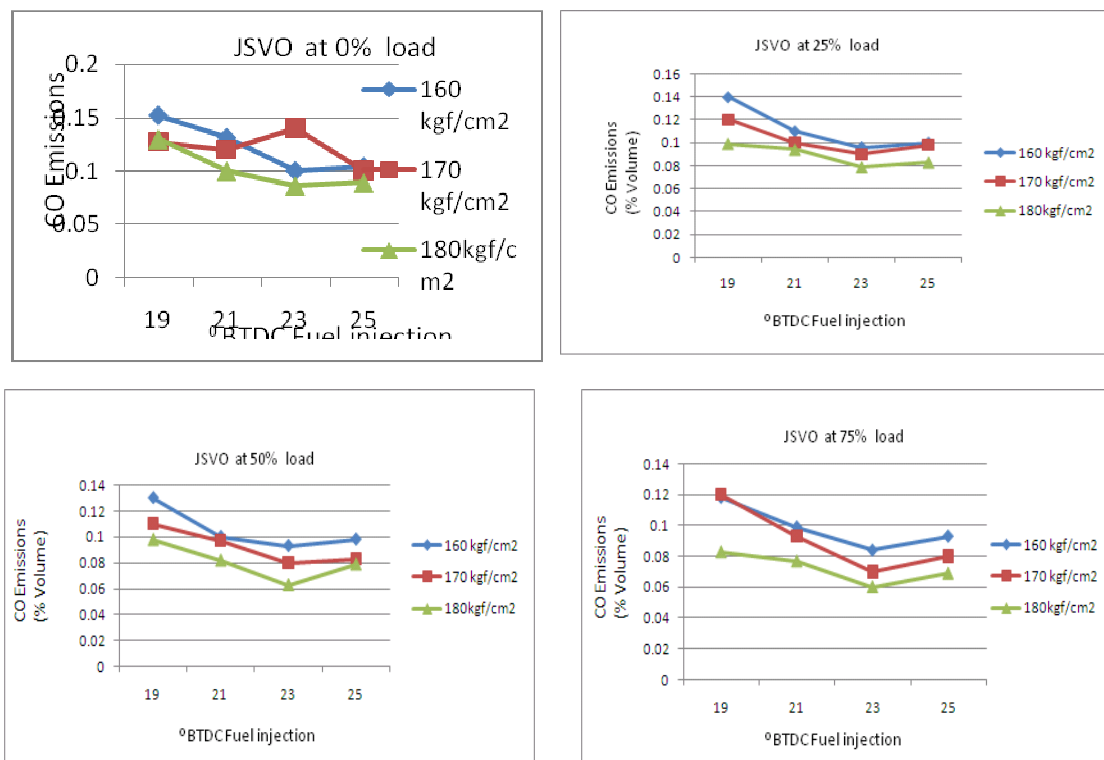 JSVO at 0% load
0.2
0.15
0.1
0.05
0
CO Emissions
19
21
23
25
⁰BTDC Fuel injection
160
kgf/cm2
170
kgf/cm2
180kgf/c
m2
JSVO at 25% load
0.16
0.14
0.12
0.1
0.08
0.06
0.04
0.02
0
CO Emissions
(% Volume)
19
21
23
25
⁰BTDC Fuel injection
160 kgf/cm2
170 kgf/cm2
180kgf/cm2
JSVO at 50% load
0.14
0.12
0.1
0.08
0.06
0.04
0.02
0
CO Emissions
(% Volume)
19
21
23
25
⁰BTDC Fuel injection
160 kgf/cm2
170 kgf/cm2
180kgf/cm2
JSVO at 75% load
0.14
0.12
0.1
0.08
0.06
0.04
0.02
0
CO Emissions
(% Volume)
19
21
23
25
⁰BTDC Fuel injection
160 kgf/cm2
170 kgf/cm2
180kgf/cm2